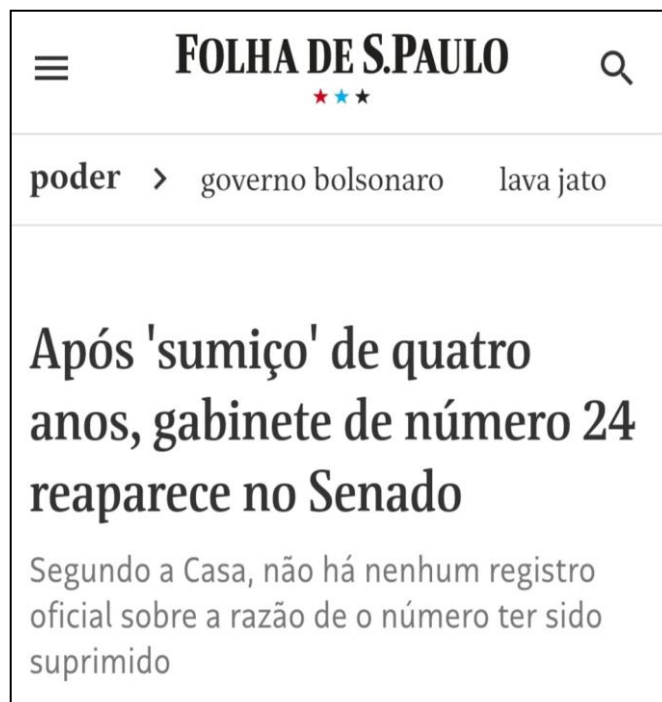 FOLHA DE S.PAULO
poder > governo bolsonaro lava jato
Após 'sumiço' de quatro
anos, gabinete de número 24
reaparece no Senado
Segundo a Casa, não há nenhum registro
oficial sobre a razão de o número ter sido
suprimido